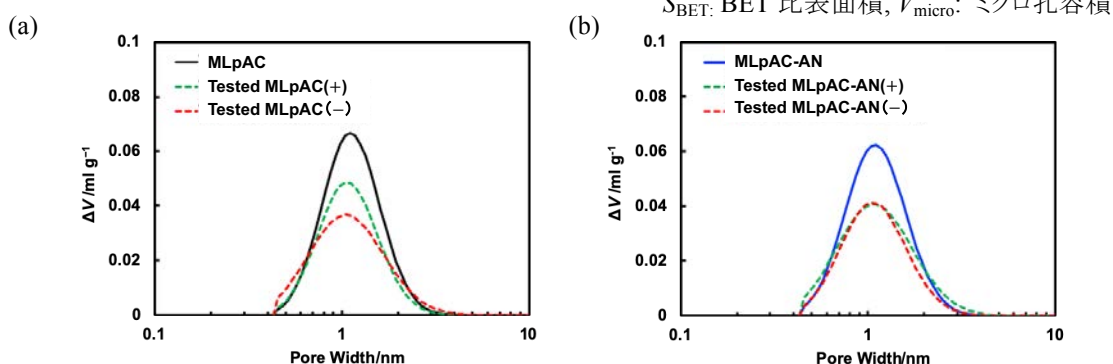 S_BET: BET 比表面積, V_micro: ミクロ孔容積
(a)
0.1
0.08
0.06
0.04
0.02
0
ΔV /ml g⁻¹
MLpAC
Tested MLpAC(+)
Tested MLpAC(−)
0.1 1 10
Pore Width/nm
(b)
0.1
0.08
0.06
0.04
0.02
0
ΔV /ml g⁻¹
MLpAC-AN
Tested MLpAC-AN(+)
Tested MLpAC-AN(−)
0.1 1 10
Pore Width/nm